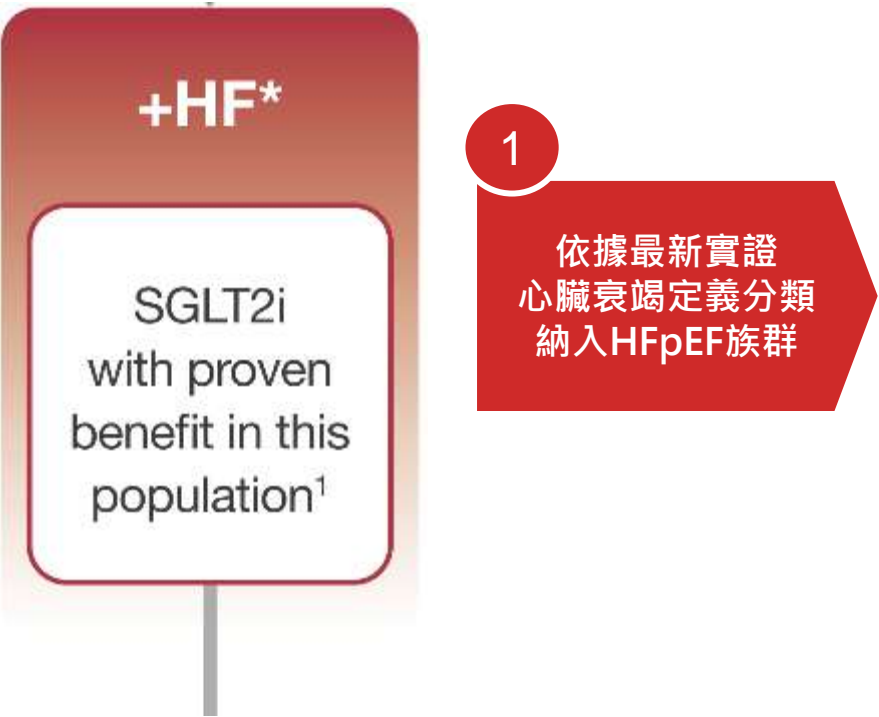 +HF*
SGLT2i
with proven
benefit in this
population¹
1
依據最新實證
心臟衰竭定義分類
納入HFpEF族群